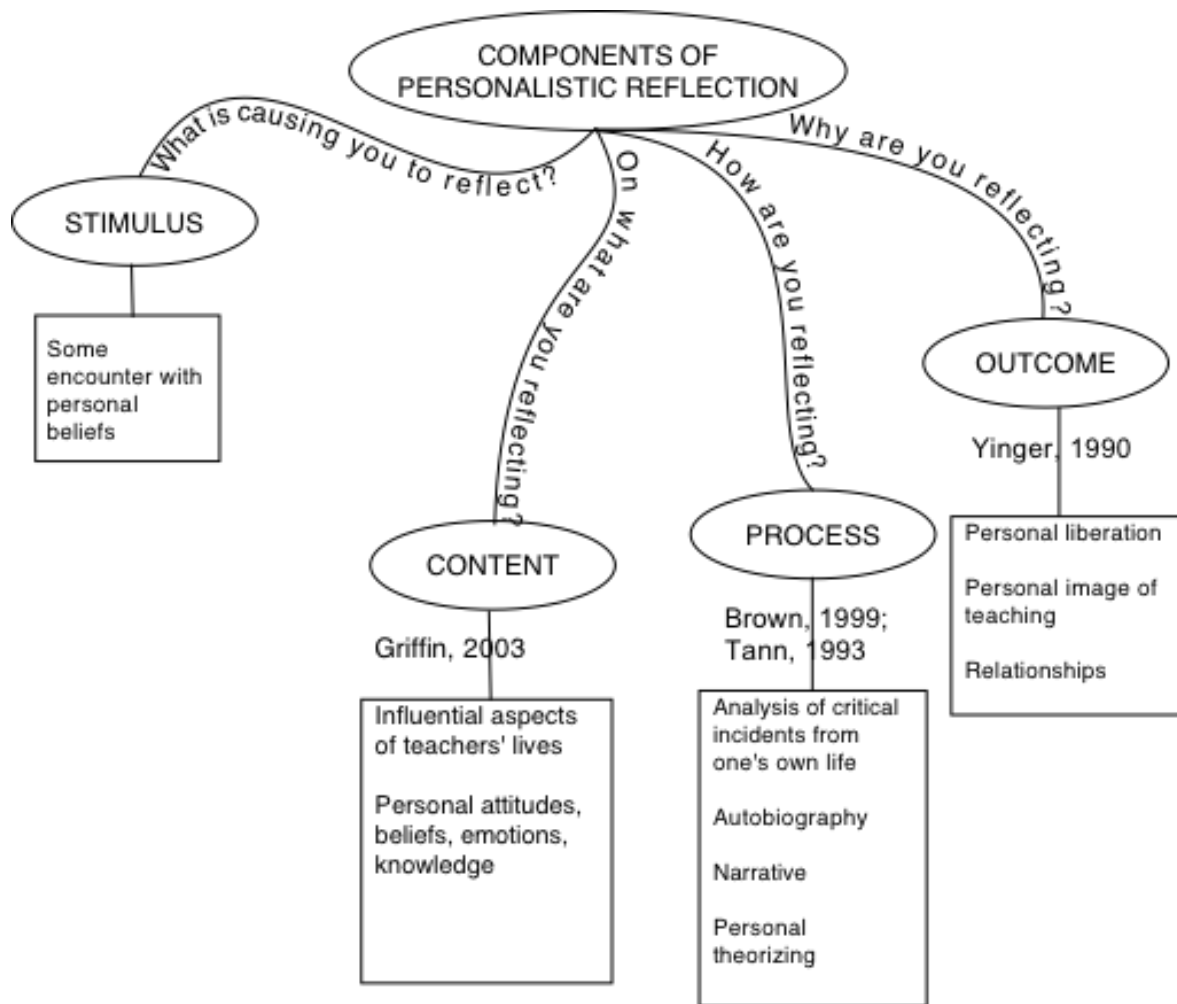 COMPONENTS OF
PERSONALISTIC REFLECTION
What is causing you to reflect?
STIMULUS
Some
encounter with
personal
beliefs
On what are you reflecting?
CONTENT
Griffin, 2003
Influential aspects
of teachers' lives
Personal attitudes,
beliefs, emotions,
knowledge
How are you reflecting?
PROCESS
Brown, 1999;
Tann, 1993
Analysis of critical
incidents from
one's own life
Autobiography
Narrative
Personal
theorizing
Why are you reflecting?
OUTCOME
Yinger, 1990
Personal liberation
Personal image of
teaching
Relationships